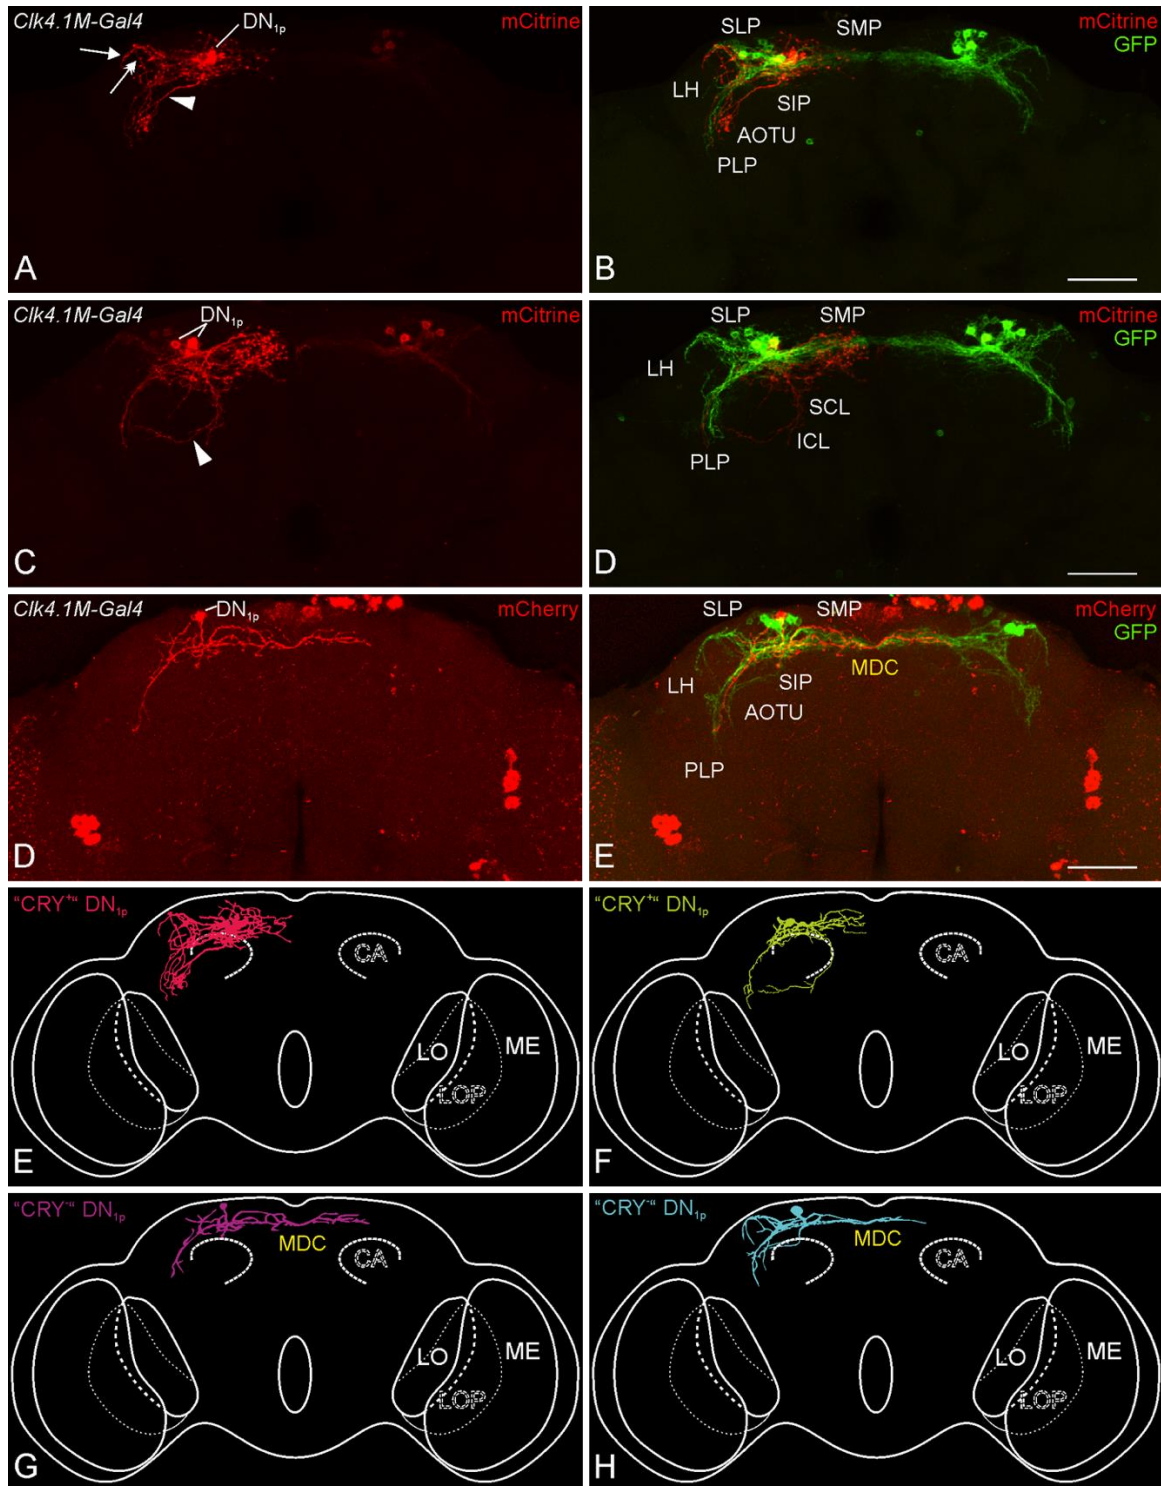 Clk4.1M-Gal4 DN1p mCitrine
A
mCitrine
GFP
SLP SMP
LH
SIP
AOTU
PLP
B
Clk4.1M-Gal4 DN1p mCitrine
C
mCitrine
GFP
SLP SMP
LH
SCL
ICL
PLP
D
Clk4.1M-Gal4 DN1p mCherry
D
mCherry
GFP
SLP SMP
MDC
LH
SIP
AOTU
PLP
E
"CRY+" DN1p
CA
LO ME
LOP
E
"CRY+" DN1p
CA
LO ME
LOP
F
"CRY-" DN1p
MDC CA
LO ME
LOP
G
"CRY-" DN1p
MDC CA
LO ME
LOP
H